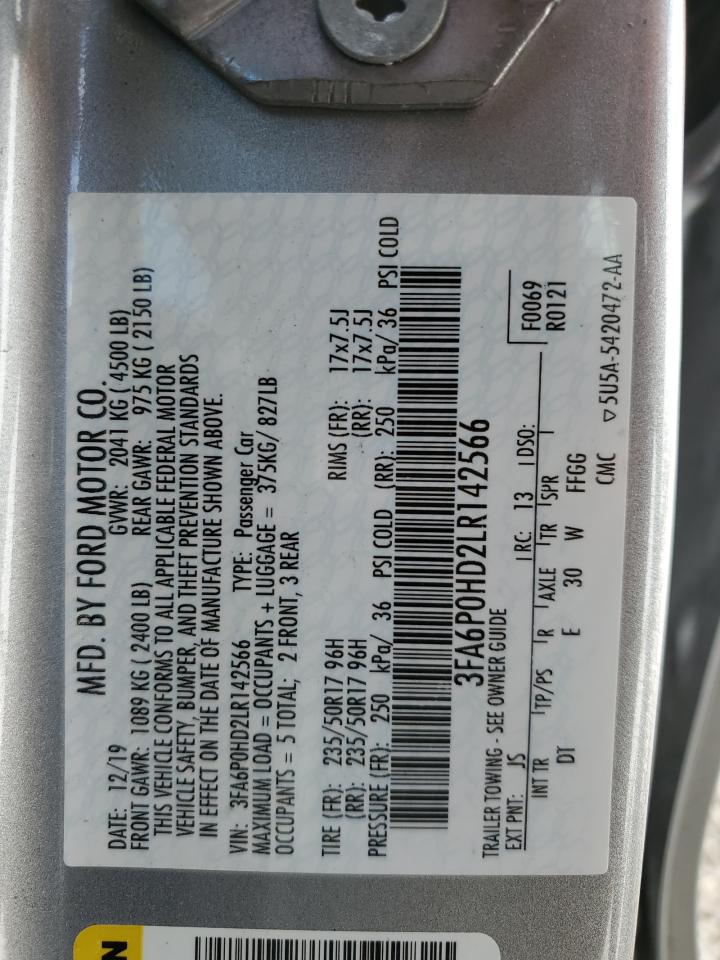 MFD. BY FORD MOTOR CO.
DATE: 12/19 GVWR: 2041 KG ( 4500 LB)
FRONT GAWR: 1089 KG ( 2400 LB) REAR GAWR: 975 KG ( 2150 LB)
THIS VEHICLE CONFORMS TO ALL APPLICABLE FEDERAL MOTOR
VEHICLE SAFETY, BUMPER, AND THEFT PREVENTION STANDARDS
IN EFFECT ON THE DATE OF MANUFACTURE SHOWN ABOVE.
VIN: 3FA6P0HD2LR142566 TYPE: Passenger Car
MAXIMUM LOAD = OCCUPANTS + LUGGAGE = 375KG/ 827LB
OCCUPANTS = 5 TOTAL; 2 FRONT, 3 REAR
TIRE (FR): 235/50R17 96H RIMS (FR): 17x7.5J
(RR): 235/50R17 96H (RR): 17x7.5J
PRESSURE (FR): 250 kPa/ 36 PSI COLD (RR): 250 kPa/ 36 PSI COLD
3FA6P0HD2LR142566
TRAILER TOWING - SEE OWNER GUIDE
F0069
R0121
EXT PNT: JS RC: 13 DSO:
INT TR TP/PS R AXLE TR SPR
DT E 30 W FFGG
CMC ▽ 5U5A-5420472-AA
N